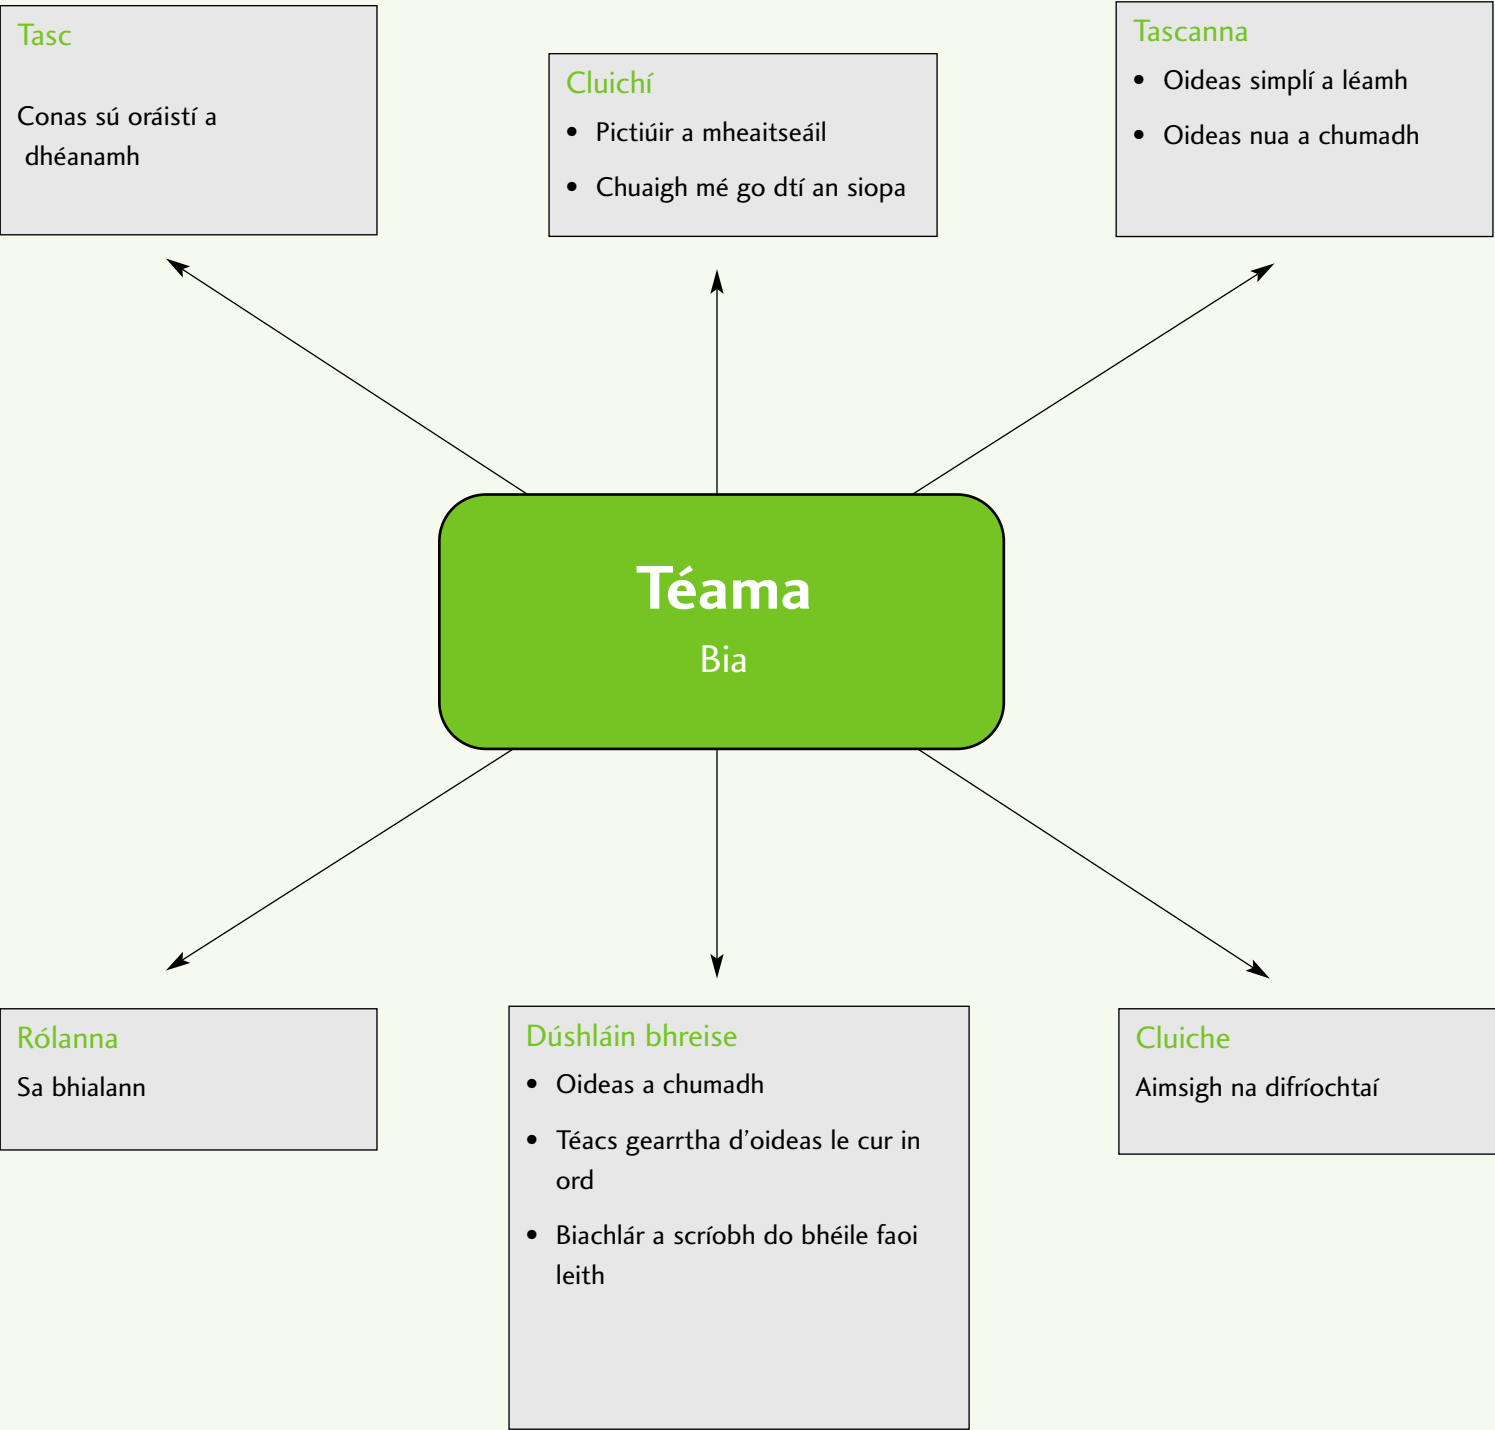 Tasc
Conas sú oráistí a
dhéanamh
Cluichí
• Pictiúir a mheaitseáil
• Chuaigh mé go dtí an siopa
Tascanna
• Oideas simplí a léamh
• Oideas nua a chumadh
Téama
Bia
Rólanna
Sa bhialann
Dúshláin bhreise
• Oideas a chumadh
• Téacs gearrtha d’oideas le cur in
ord
• Biachlár a scríobh do bhéile faoi
leith
Cluiche
Aimsigh na difríochtaí